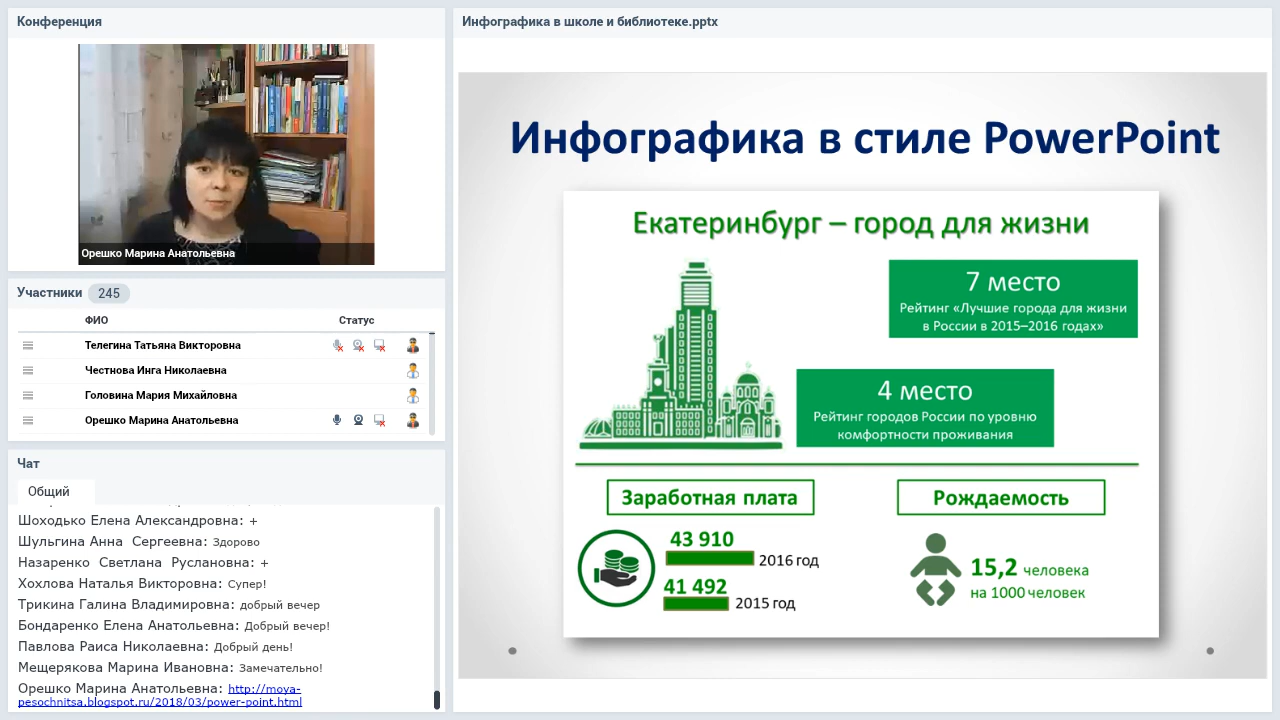 Конференция
Орешко Марина Анатольевна
Участники 245
ФИО Статус
Телегина Татьяна Викторовна
Честнова Инга Николаевна
Головина Мария Михайловна
Орешко Марина Анатольевна
Чат
Общий
Шоходько Елена Александровна: +
Шульгина Анна Сергеевна: Здорово
Назаренко Светлана Руслановна: +
Хохлова Наталья Викторовна: Супер!
Трикина Галина Владимировна: добрый вечер
Бондаренко Елена Анатольевна: Добрый вечер!
Павлова Раиса Николаевна: Добрый день!
Мещерякова Марина Ивановна: Замечательно!
Орешко Марина Анатольевна: http://moya-
pesochnitsa.blogspot.ru/2018/03/power-point.html
Инфографика в школе и библиотеке.pptx
Инфографика в стиле PowerPoint
Екатеринбург – город для жизни
7 место
Рейтинг «Лучшие города для жизни
в России в 2015–2016 годах»
4 место
Рейтинг городов России по уровню
комфортности проживания
Заработная плата
43 910
2016 год
41 492
2015 год
Рождаемость
15,2 человека
на 1000 человек